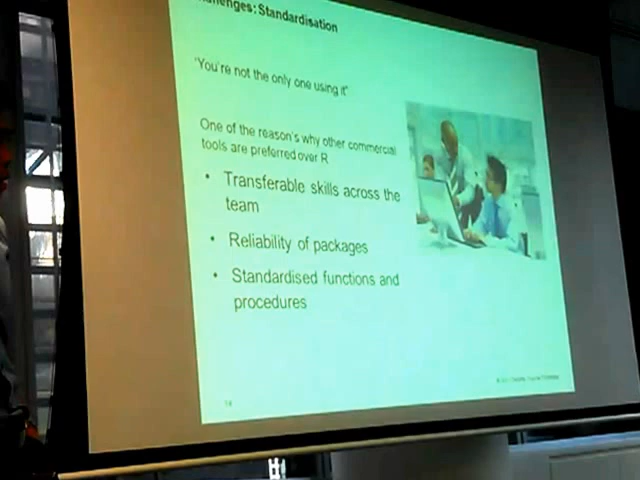 Challenges: Standardisation
'You're not the only one using it"
One of the reason's why other commercial
tools are preferred over R
• Transferable skills across the
team
• Reliability of packages
• Standardised functions and
procedures
14